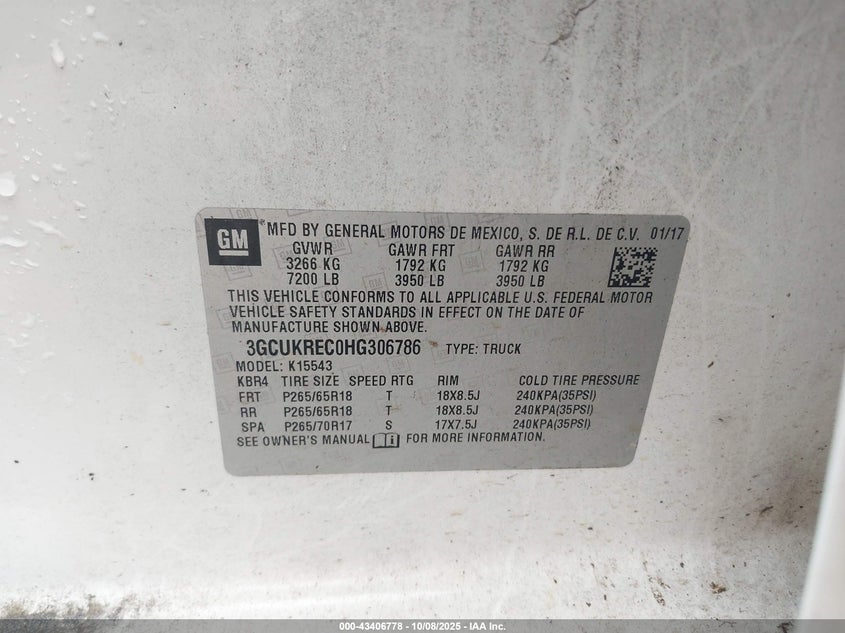 GM
MFD BY GENERAL MOTORS DE MEXICO, S. DE R.L. DE C.V. 01/17
GVWR GAWR FRT GAWR RR
3266 KG 1792 KG 1792 KG
7200 LB 3950 LB 3950 LB
THIS VEHICLE CONFORMS TO ALL APPLICABLE U.S. FEDERAL MOTOR
VEHICLE SAFETY STANDARDS IN EFFECT ON THE DATE OF
MANUFACTURE SHOWN ABOVE.
3GCUKREC0HG306786 TYPE: TRUCK
MODEL: K15543
KBR4 TIRE SIZE SPEED RTG RIM COLD TIRE PRESSURE
FRT P265/65R18 T 18X8.5J 240KPA(35PSI)
RR P265/65R18 T 18X8.5J 240KPA(35PSI)
SPA P265/70R17 S 17X7.5J 240KPA(35PSI)
SEE OWNER'S MANUAL FOR MORE INFORMATION.
000-43406778 - 10/08/2025 - IAA Inc.